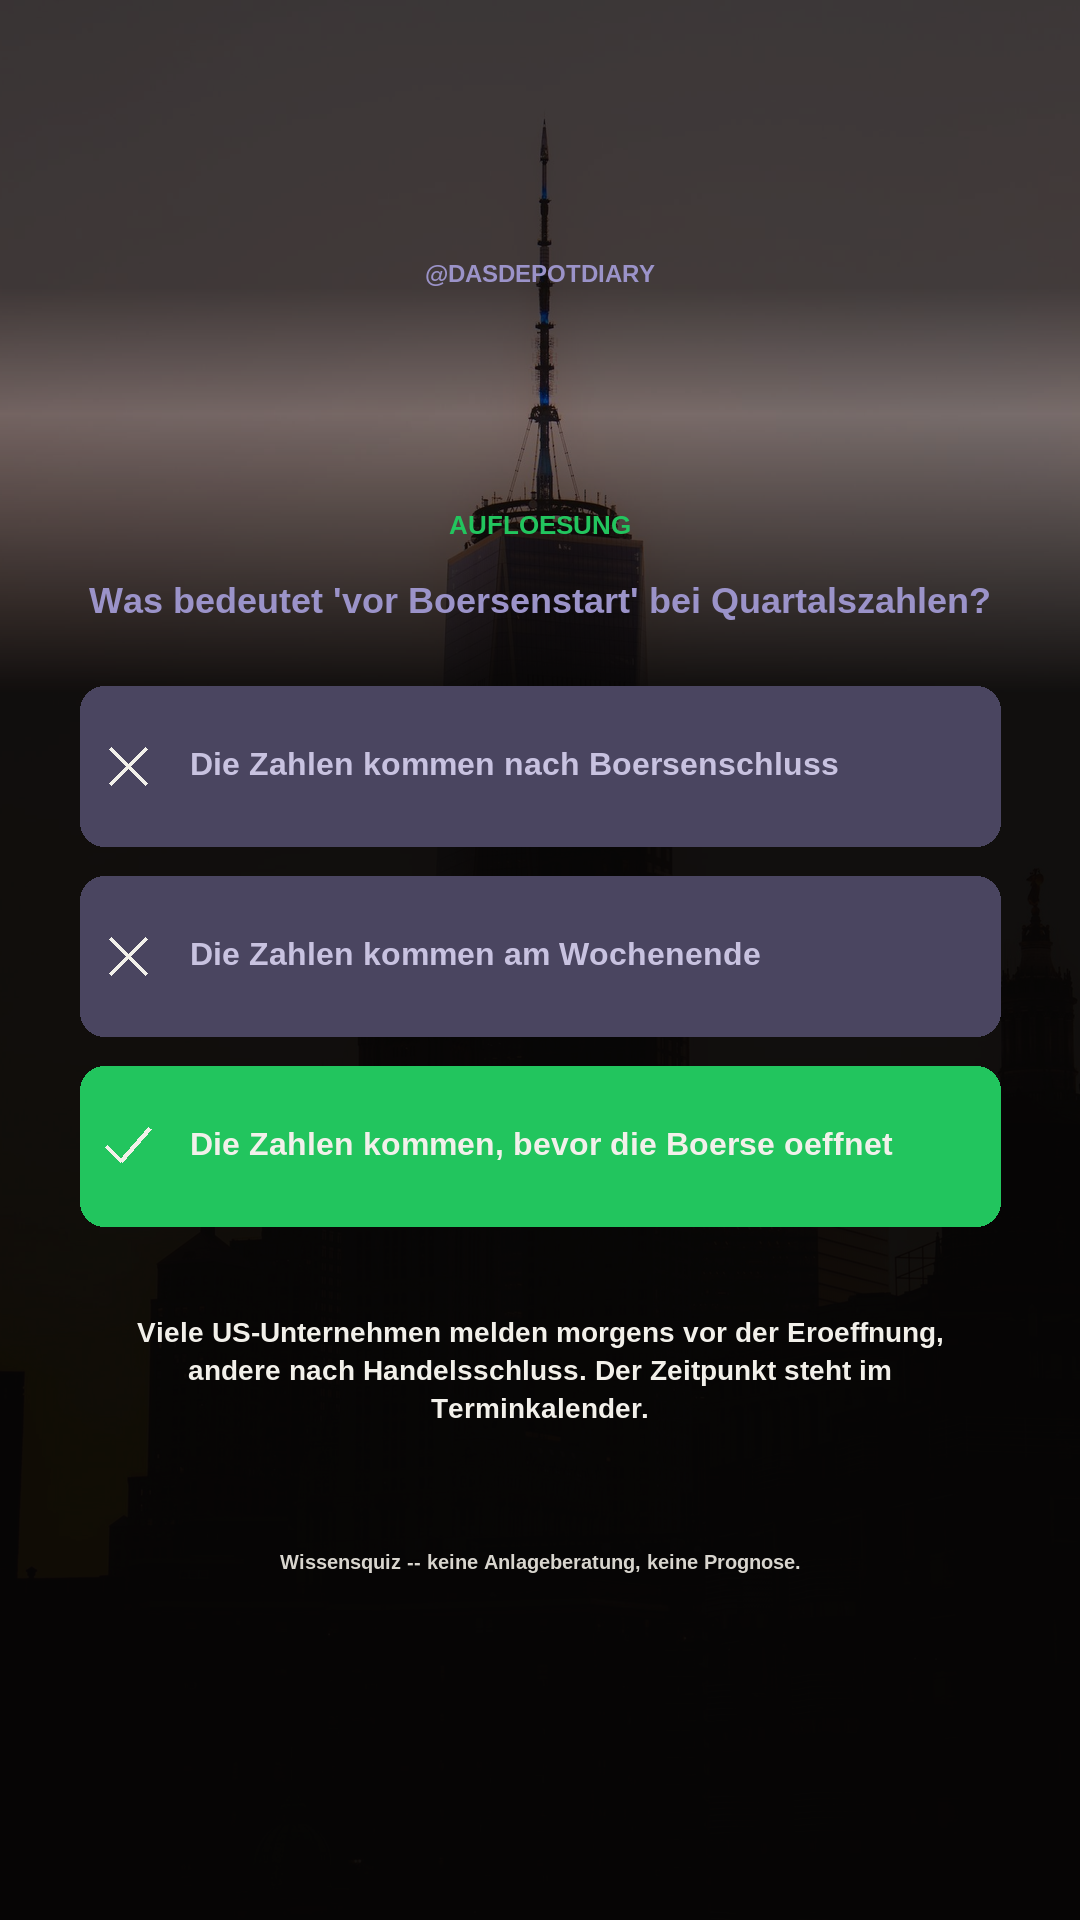 @DASDEPOTDIARY
AUFLOESUNG
Was bedeutet 'vor Boersenstart' bei Quartalszahlen?
Die Zahlen kommen nach Boersenschluss
Die Zahlen kommen am Wochenende
Die Zahlen kommen, bevor die Boerse oeffnet
Viele US-Unternehmen melden morgens vor der Eroeffnung,
andere nach Handelsschluss. Der Zeitpunkt steht im
Terminkalender.
Wissensquiz -- keine Anlageberatung, keine Prognose.